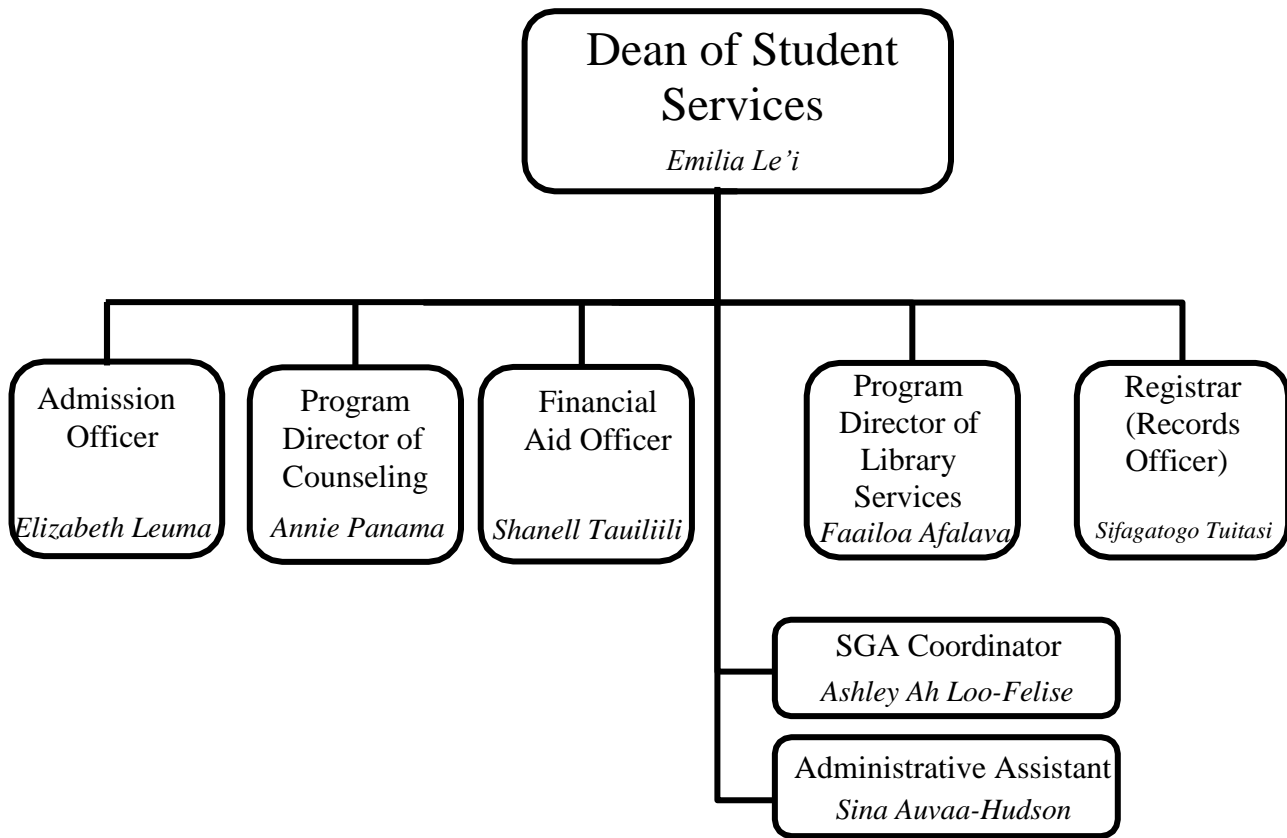 Dean of Student
Services
Emilia Le’i
Admission
Officer
Elizabeth Leuma
Program
Director of
Counseling
Annie Panama
Financial
Aid Officer
Shanell Tauiliili
Program
Director of
Library
Services
Faailoa Afalava
Registrar
(Records
Officer)
Sifagatogo Tuitasi
SGA Coordinator
Ashley Ah Loo-Felise
Administrative Assistant
Sina Auvaa-Hudson